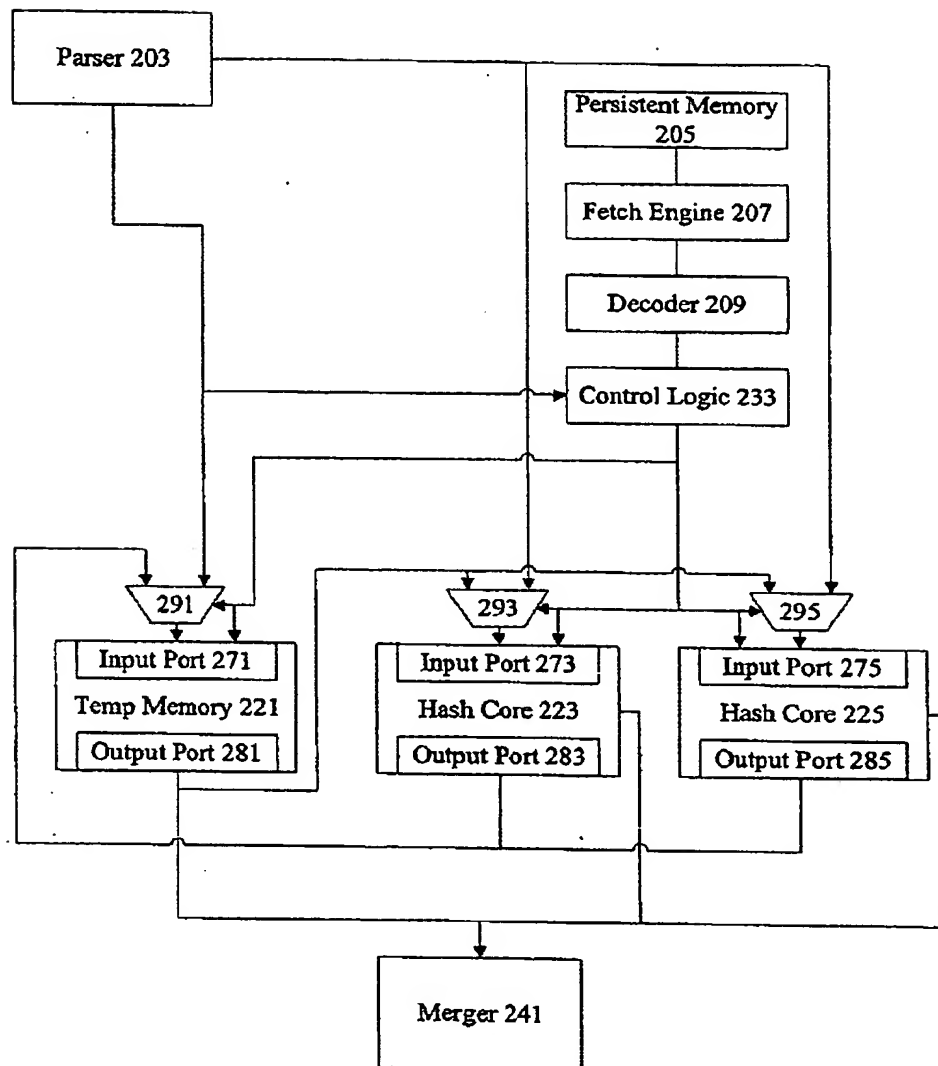 Parser 203
Persistent Memory
205
Fetch Engine 207
Decoder 209
Control Logic 233
291
293
295
Input Port 271
Temp Memory 221
Output Port 281
Input Port 273
Hash Core 223
Output Port 283
Input Port 275
Hash Core 225
Output Port 285
Merger 241